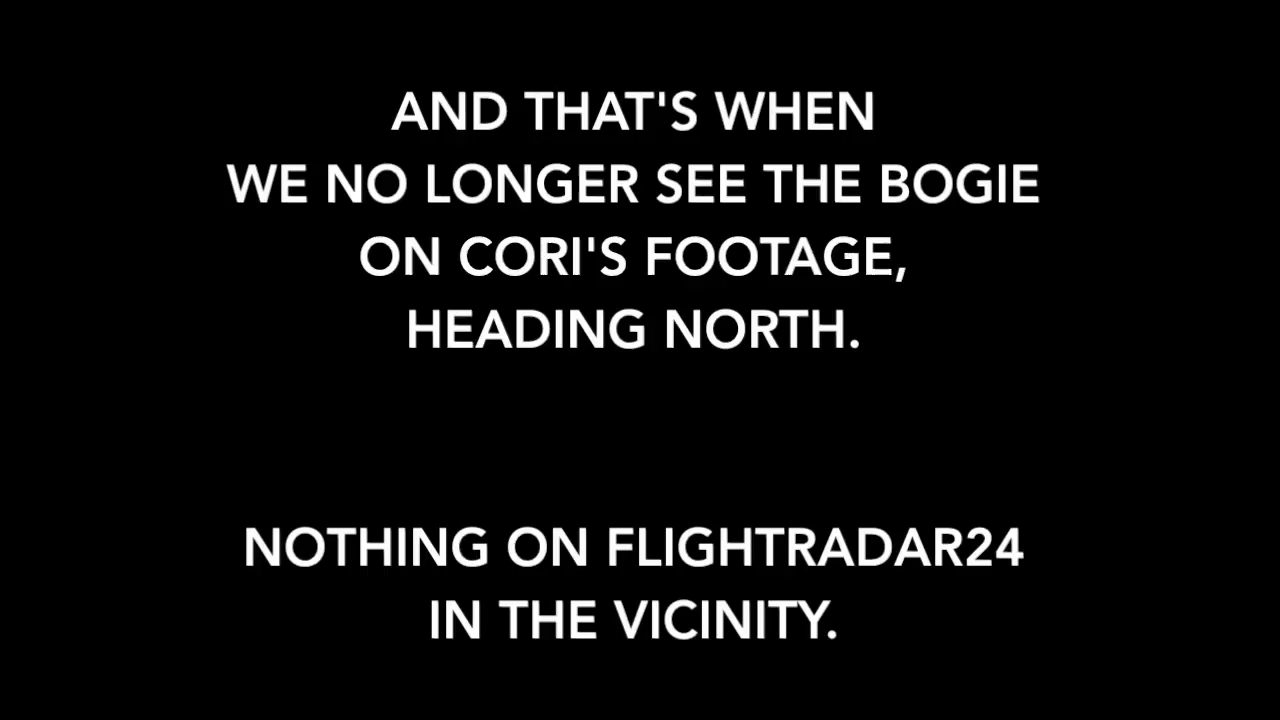 AND THAT'S WHEN
WE NO LONGER SEE THE BOGIE
ON CORI'S FOOTAGE,
HEADING NORTH.
NOTHING ON FLIGHTRADAR24
IN THE VICINITY.